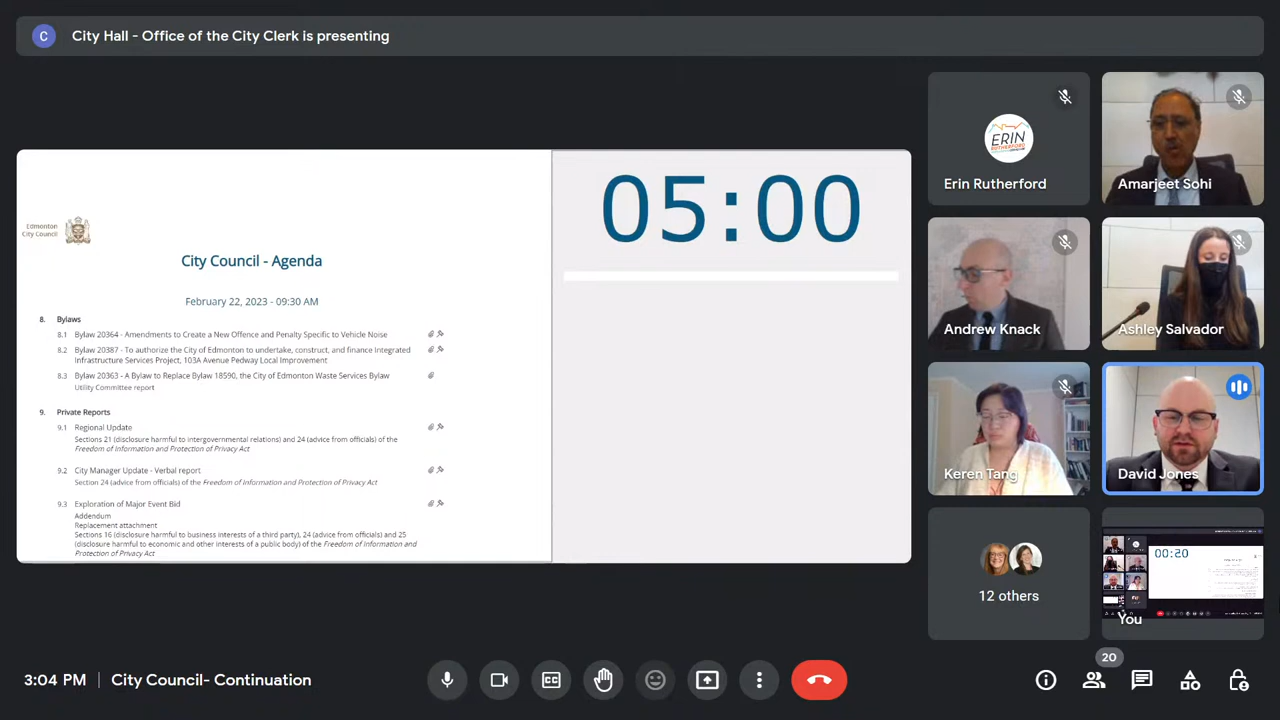 C
City Hall - Office of the City Clerk is presenting
Edmonton
City Council
City Council - Agenda
February 22, 2023 - 09:30 AM
8. Bylaws
8.1 Bylaw 20364 - Amendments to Create a New Offence and Penalty Specific to Vehicle Noise
8.2 Bylaw 20387 - To authorize the City of Edmonton to undertake, construct, and finance Integrated
Infrastructure Services Project, 103A Avenue Pedway Local Improvement
8.3 Bylaw 20363 - A Bylaw to Replace Bylaw 18590, the City of Edmonton Waste Services Bylaw
Utility Committee report
9. Private Reports
9.1 Regional Update
Sections 21 (disclosure harmful to intergovernmental relations) and 24 (advice from officials) of the
Freedom of Information and Protection of Privacy Act
9.2 City Manager Update - Verbal report
Section 24 (advice from officials) of the Freedom of Information and Protection of Privacy Act
9.3 Exploration of Major Event Bid
Addendum
Replacement attachment
Sections 16 (disclosure harmful to business interests of a third party), 24 (advice from officials) and 25
(disclosure harmful to economic and other interests of a public body) of the Freedom of Information and
Protection of Privacy Act
05:00
ERIN
RUTHERFORD
Erin Rutherford
Amarjeet Sohi
Andrew Knack
Ashley Salvador
Keren Tang
David Jones
12 others
00:50
You
3:04 PM | City Council- Continuation
CC
20